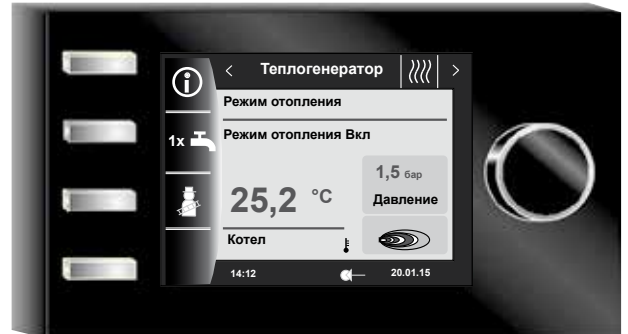 < Теплогенератор >
Режим отопления
1x
Режим отопления Вкл
1,5 бар
Давление
25,2 °C
Котел
14:12
20.01.15